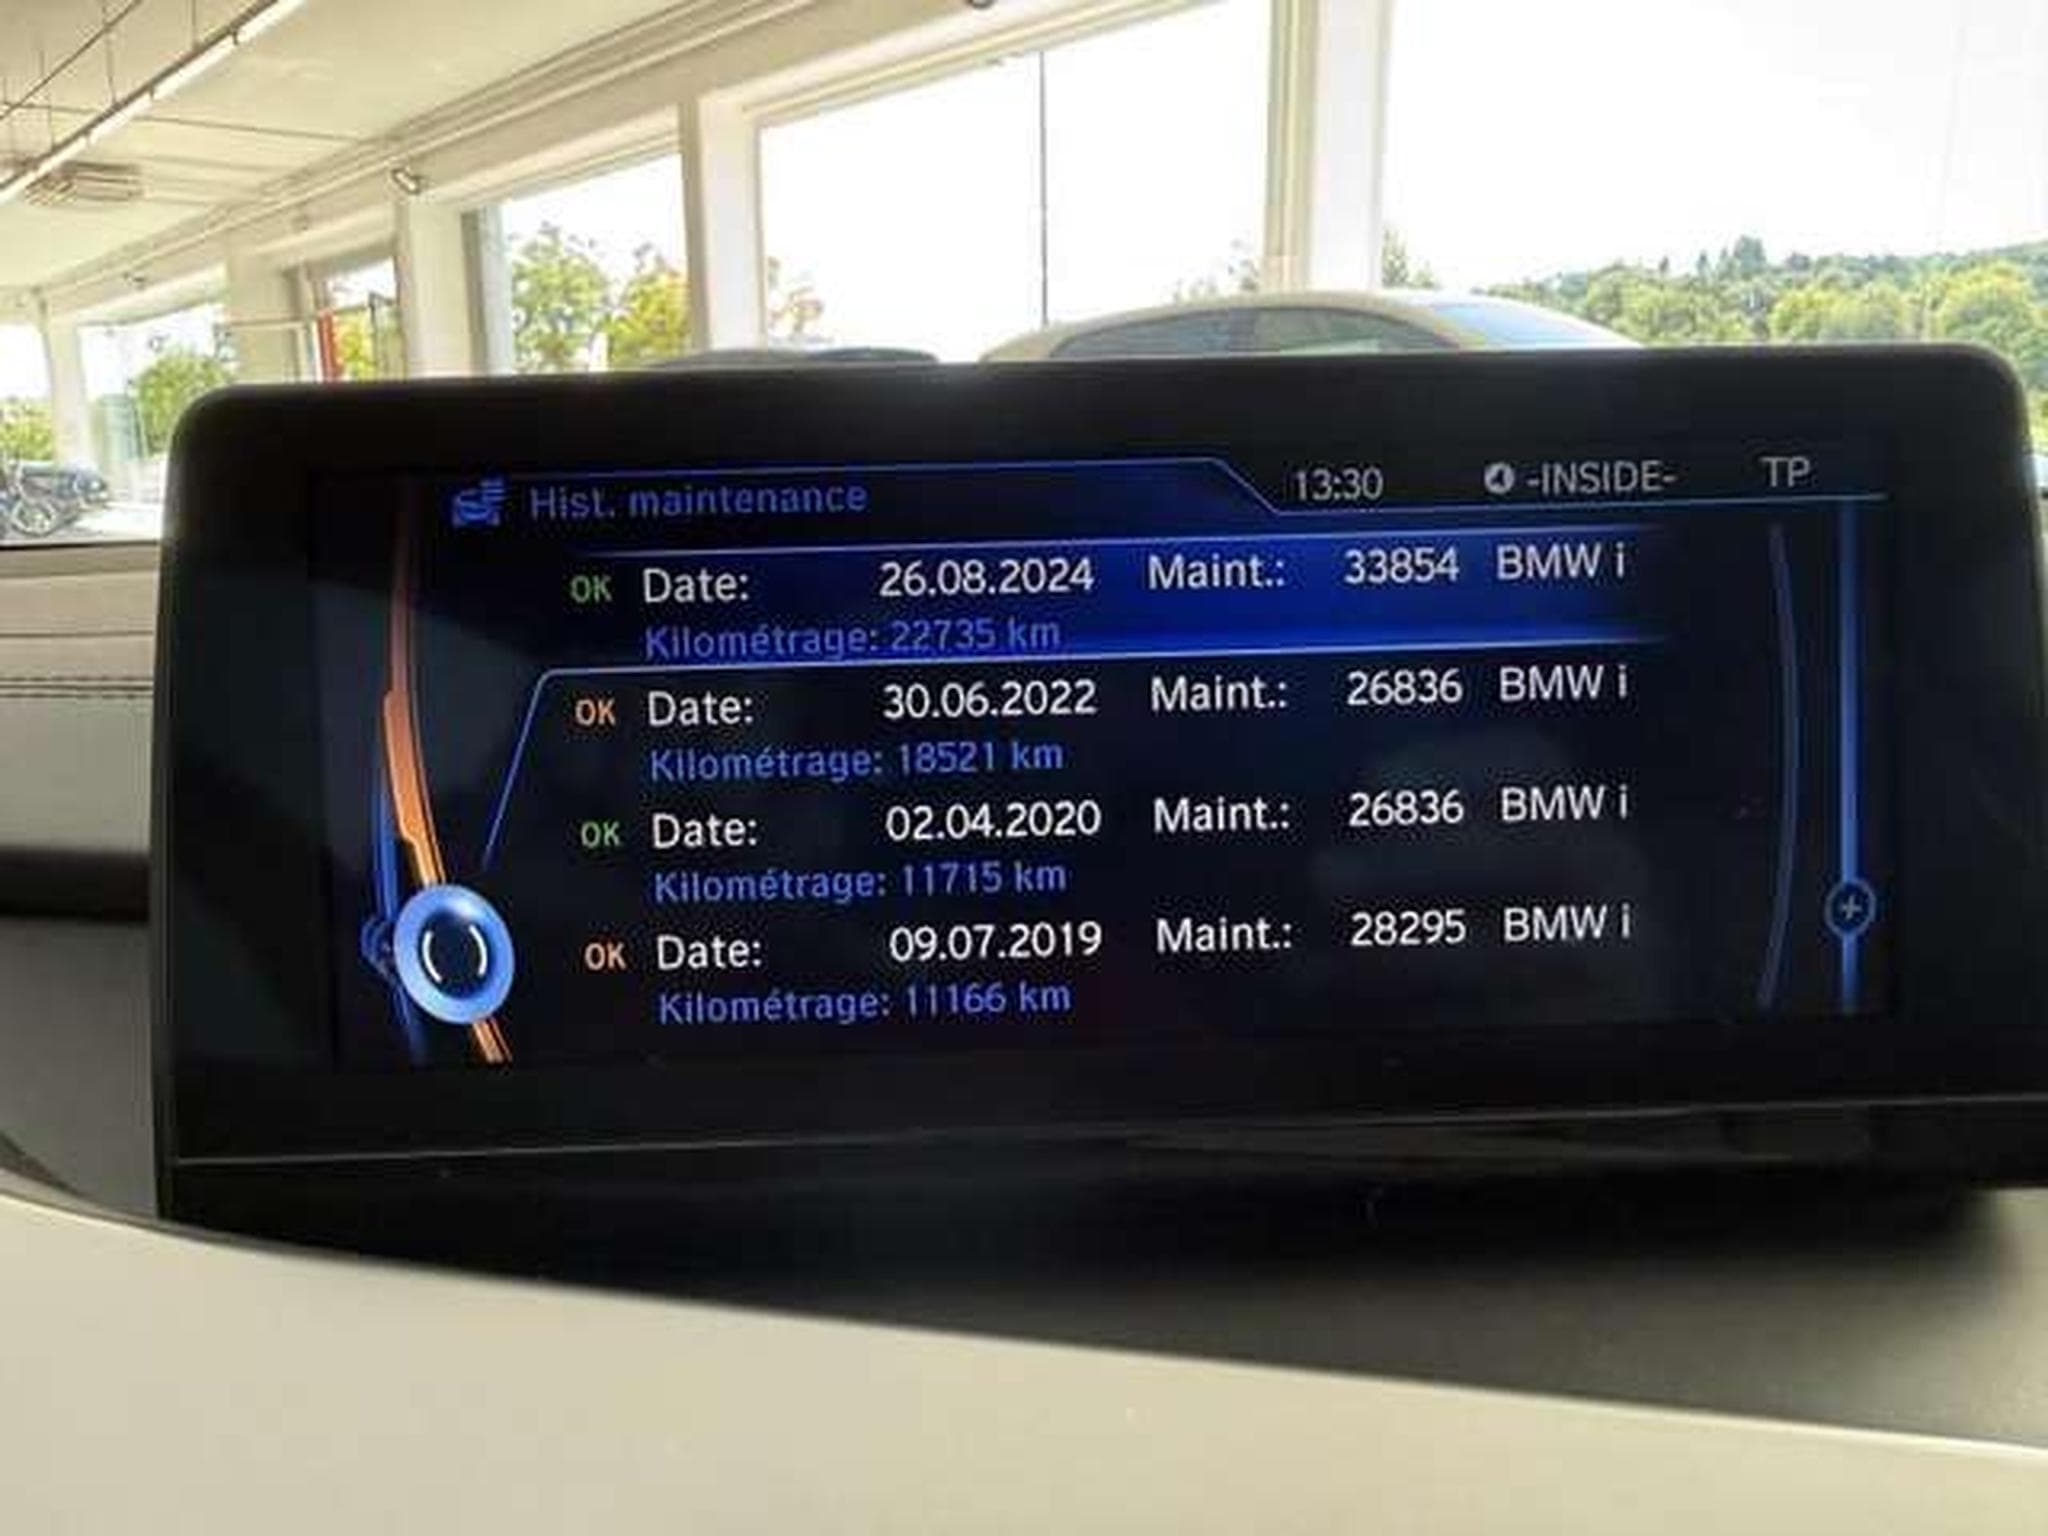 Hist. maintenance 13:30 -INSIDE- TP
OK Date: 26.08.2024 Maint.: 33854 BMW i
Kilométrage: 22735 km
OK Date: 30.06.2022 Maint.: 26836 BMW i
Kilométrage: 18521 km
OK Date: 02.04.2020 Maint.: 26836 BMW i
Kilométrage: 11715 km
OK Date: 09.07.2019 Maint.: 28295 BMW i
Kilométrage: 11166 km